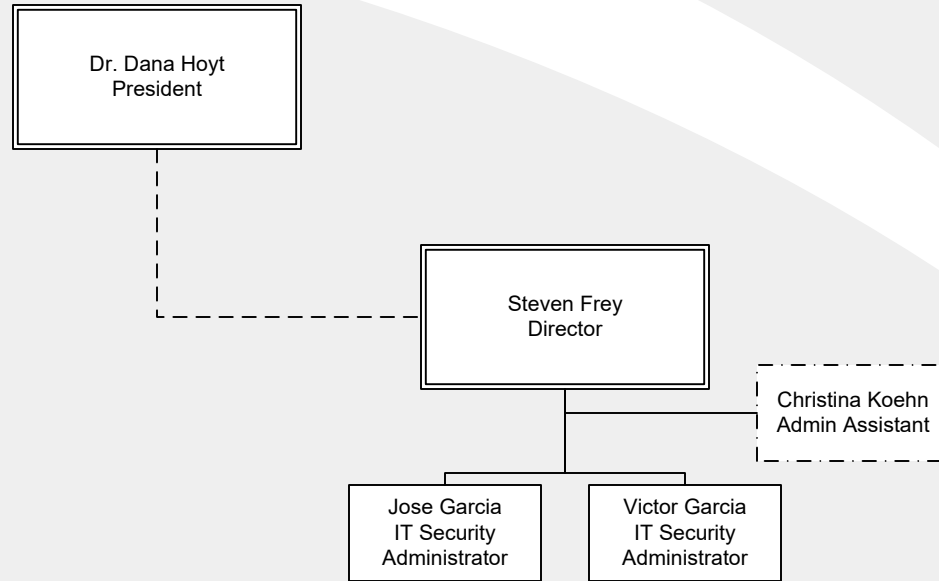 Dr. Dana Hoyt
President
Steven Frey
Director
Christina Koehn
Admin Assistant
Jose Garcia
IT Security
Administrator
Victor Garcia
IT Security
Administrator